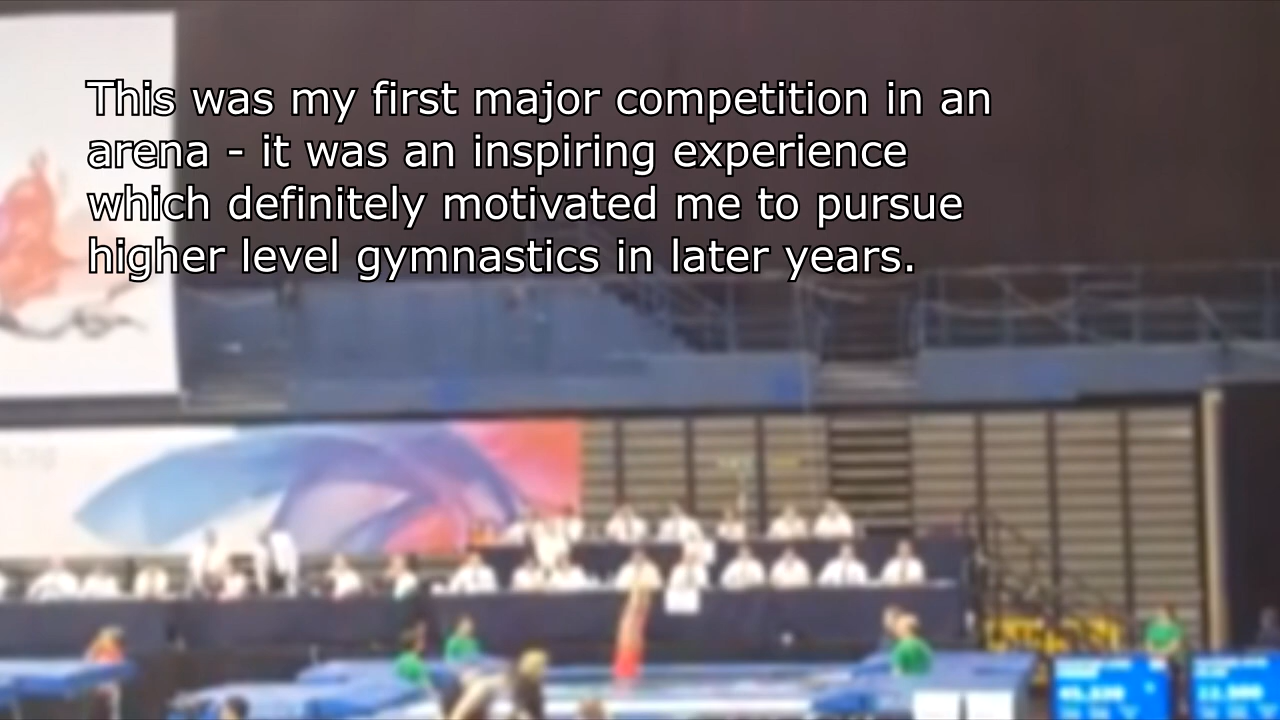 This was my first major competition in an
arena - it was an inspiring experience
which definitely motivated me to pursue
higher level gymnastics in later years.